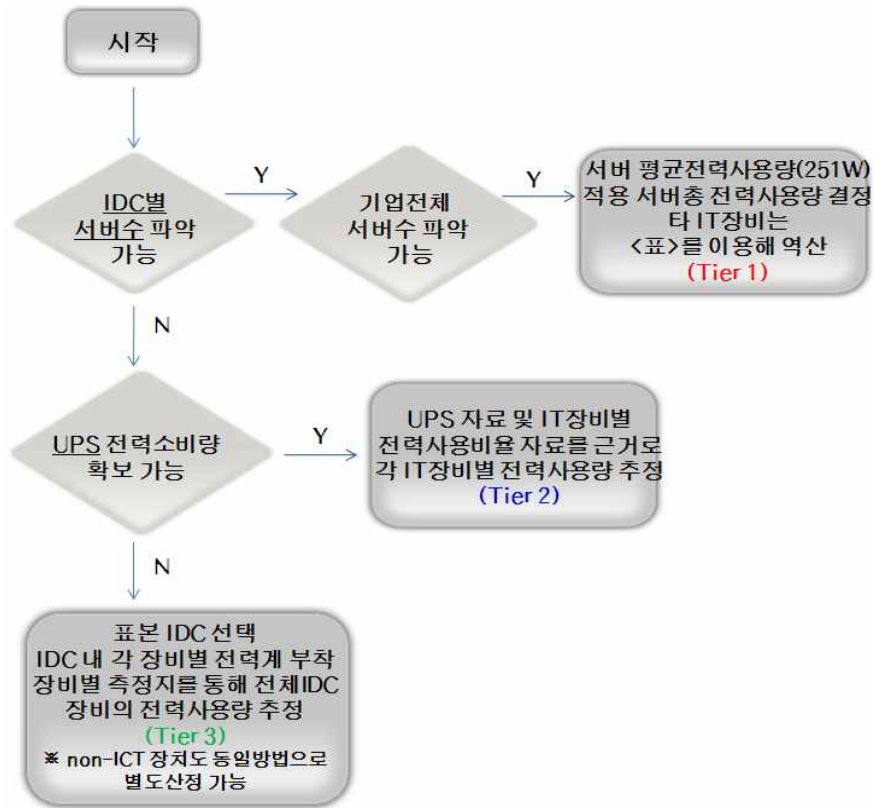 시작
IDC별
서버수 파악
가능
Y
기업전체
서버수 파악
가능
Y
서버 평균전력사용량(251W)
적용 서버총 전력사용량 결정
타 IT장비는
<표>를 이용해 역산
(Tier 1)
N
UPS 전력소비량
확보 가능
Y
UPS 자료 및 IT장비별
전력사용비율 자료를 근거로
각 IT장비별 전력사용량 추정
(Tier 2)
N
표본 IDC 선택
IDC 내 각 장비별 전력계 부착
장비별 측정지를 통해 전체IDC
장비의 전력사용량 추정
(Tier 3)
※ non-ICT 장치도 동일방법으로
별도산정 가능